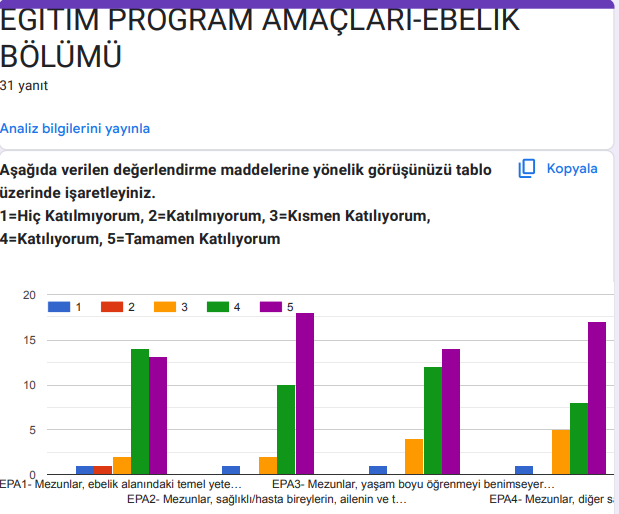 EĞİTİM PROGRAM AMAÇLARI-EBELİK
BÖLÜMÜ
31 yanıt
Analiz bilgilerini yayınla
Aşağıda verilen değerlendirme maddelerine yönelik görüşünüzü tablo
üzerinde işaretleyiniz.
1=Hiç Katılmıyorum, 2=Katılmıyorum, 3=Kısmen Katılıyorum,
4=Katılıyorum, 5=Tamamen Katılıyorum
Kopyala
1 2 3 4 5
20
15
10
5
0
EPA1- Mezunlar, ebelik alanındaki temel yete…
EPA2- Mezunlar, sağlıklı/hasta bireylerin, ailenin ve t…
EPA3- Mezunlar, yaşam boyu öğrenmeyi benimseyer…
EPA4- Mezunlar, diğer